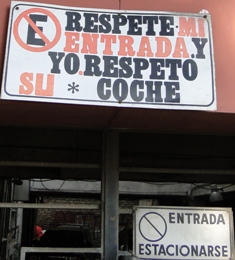 E RESPETE MI
ENTRADA.Y
YO.RESPETO
SU * COCHE
ENTRADA
ESTACIONARSE